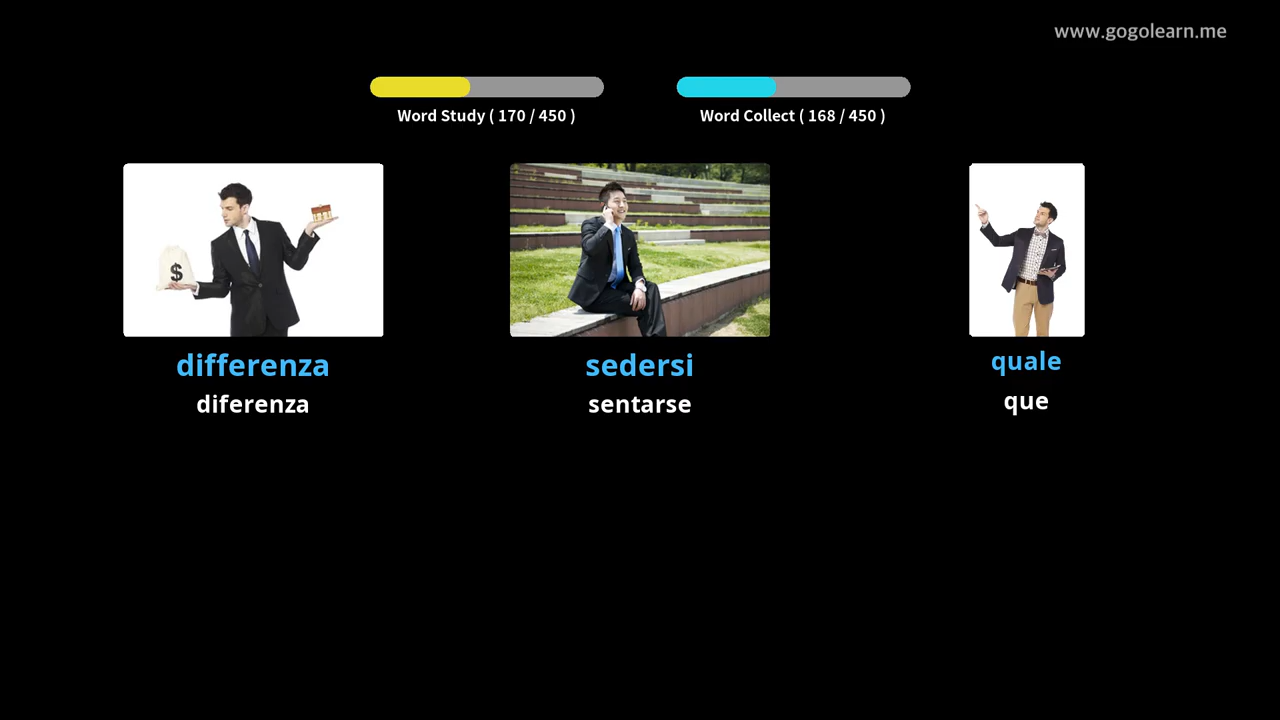 www.gogolearn.me
Word Study ( 170 / 450 )
Word Collect ( 168 / 450 )
$
differenza
sedersi
quale
diferenza
sentarse
que